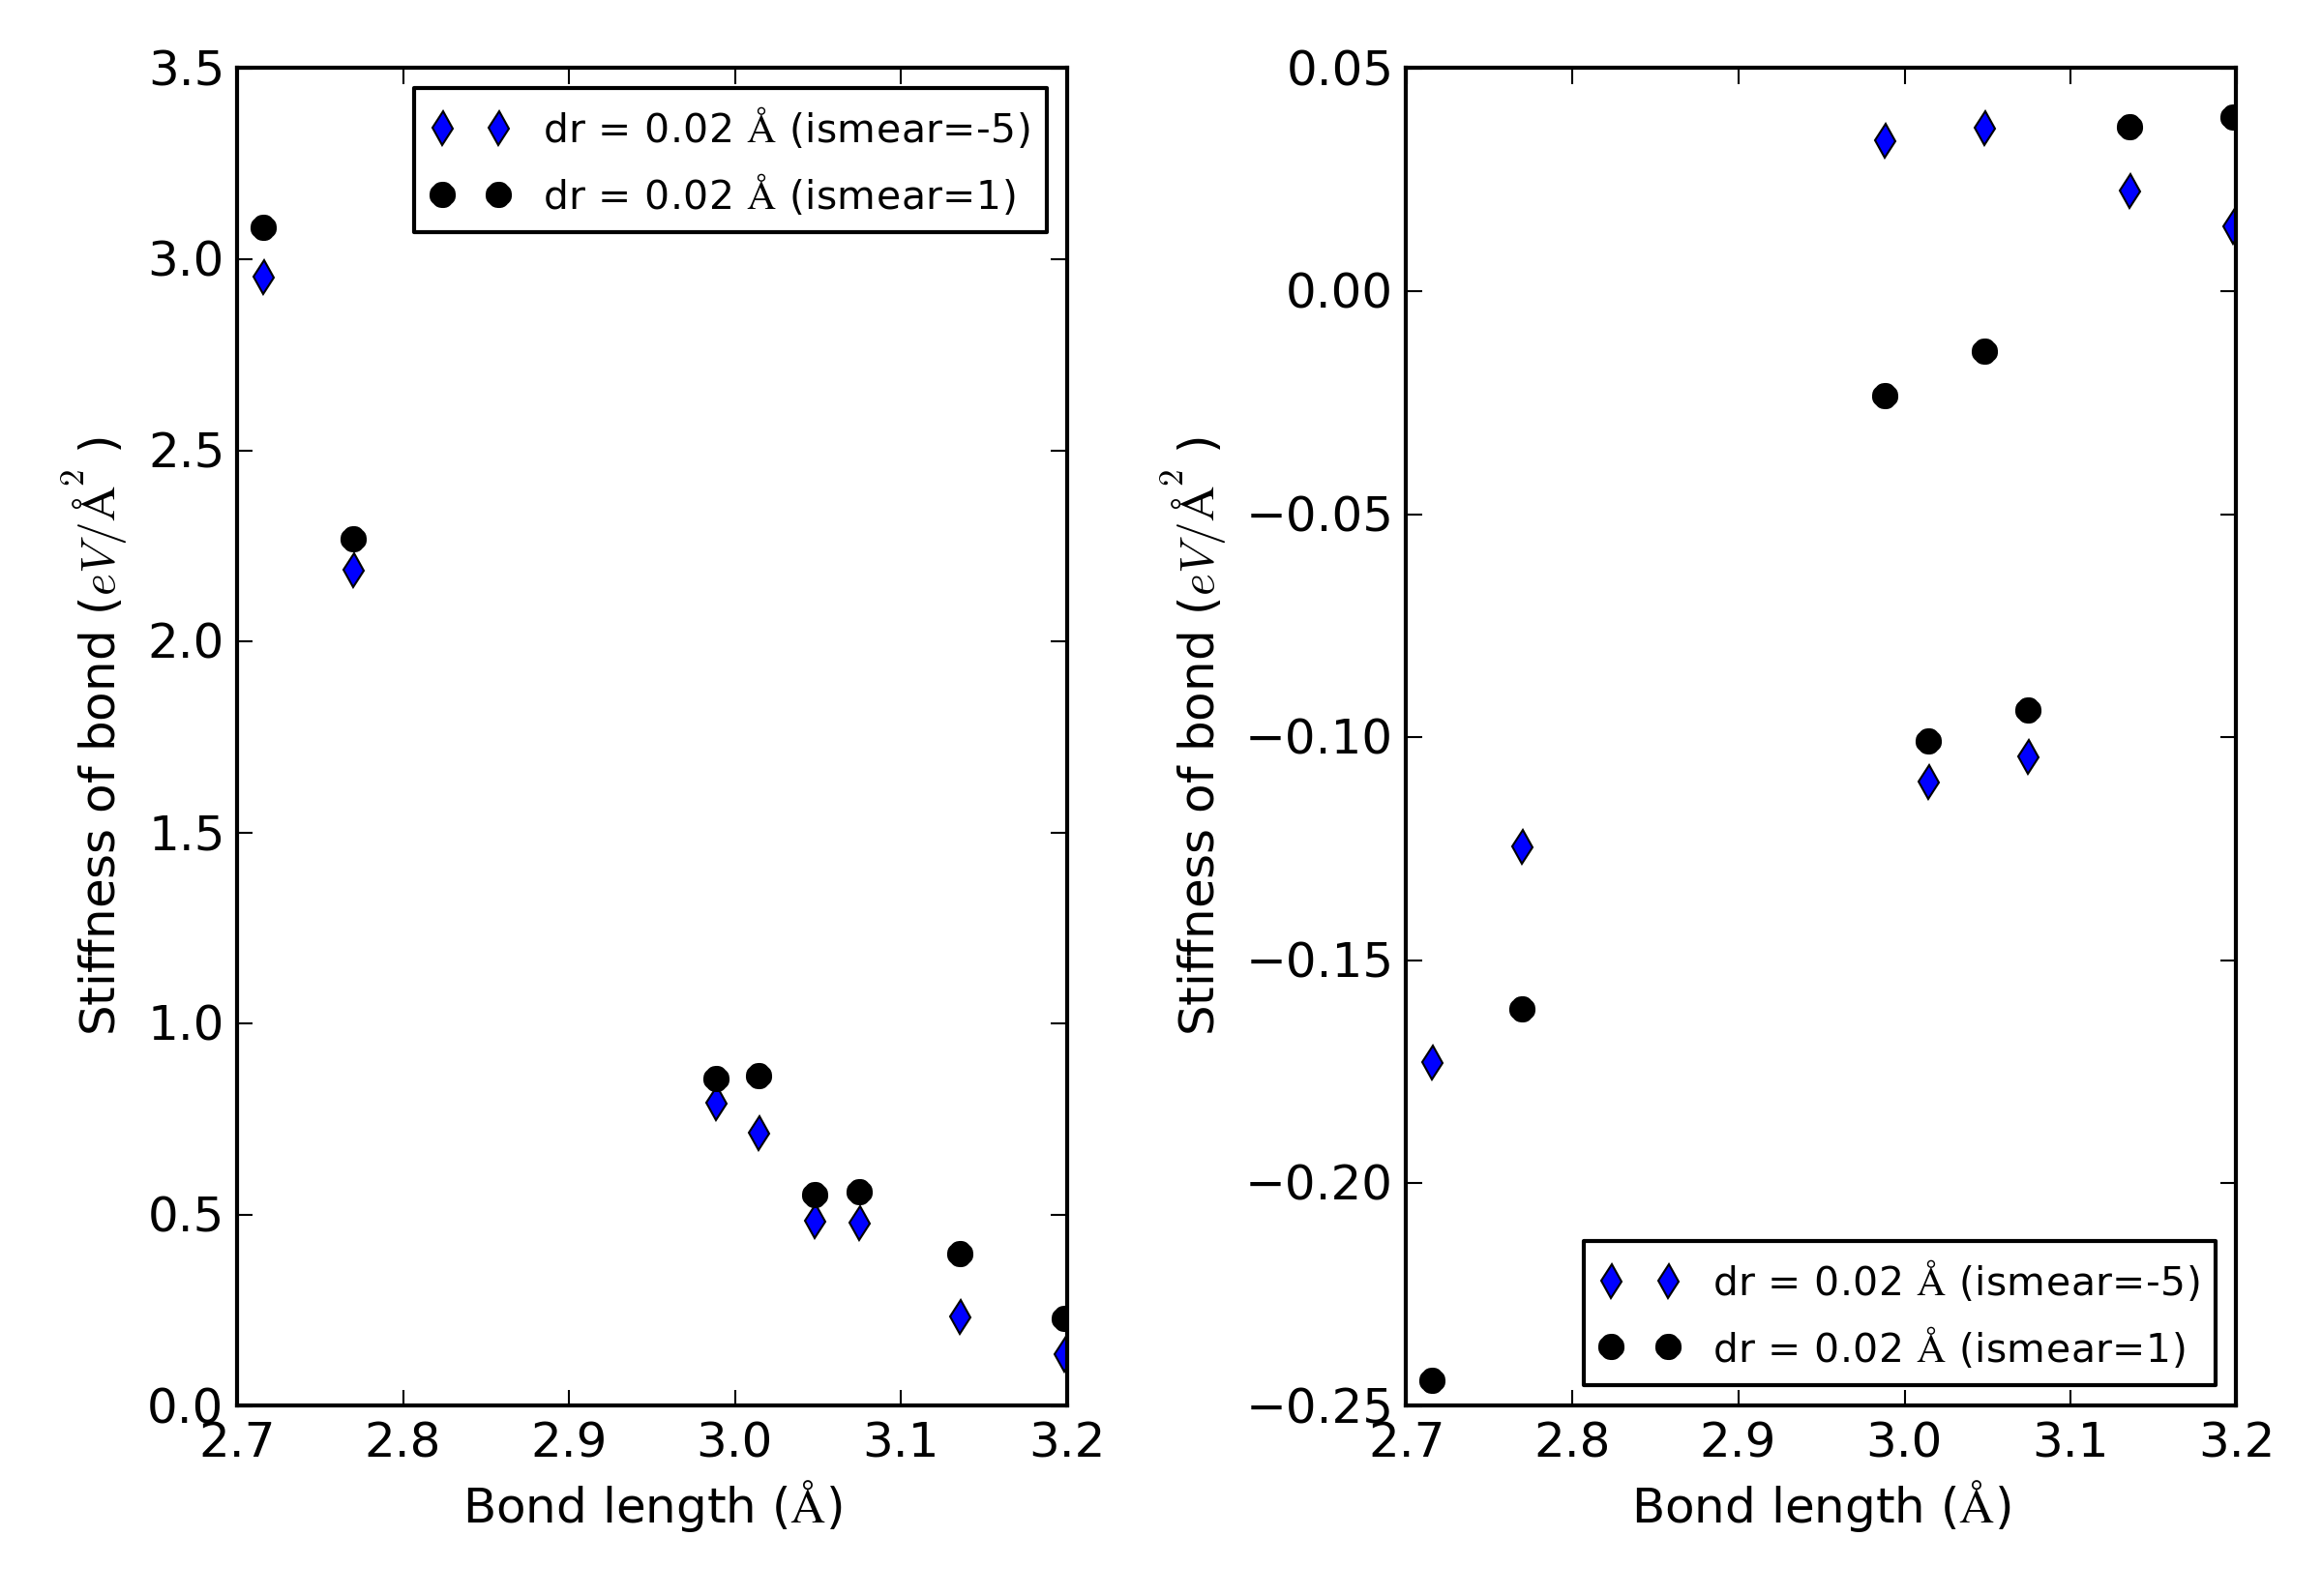 3.5
3.0
2.5
2.0
1.5
1.0
0.5
0.0
Stiffness of bond (eV/Å² )
dr = 0.02 Å (ismear=-5)
dr = 0.02 Å (ismear=1)
2.7 2.8 2.9 3.0 3.1 3.2
Bond length (Å)
0.05
0.00
−0.05
−0.10
−0.15
−0.20
−0.25
Stiffness of bond (eV/Å² )
dr = 0.02 Å (ismear=-5)
dr = 0.02 Å (ismear=1)
2.7 2.8 2.9 3.0 3.1 3.2
Bond length (Å)